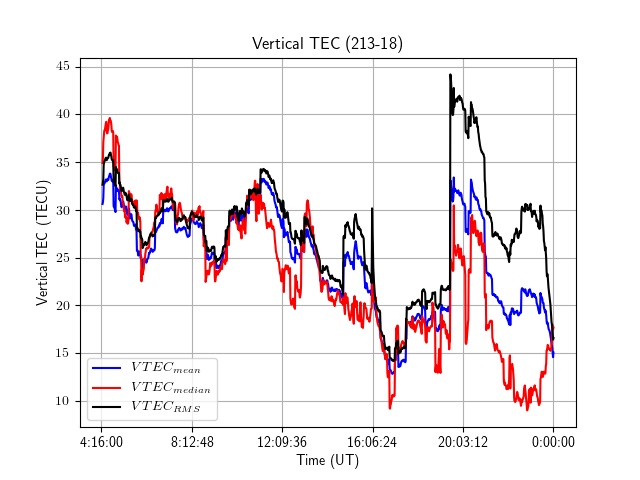 Vertical TEC (213-18)
Vertical TEC (TECU)
45
40
35
30
25
20
15
10
VTEC_mean
VTEC_median
VTEC_RMS
4:16:00 8:12:48 12:09:36 16:06:24 20:03:12 0:00:00
Time (UT)